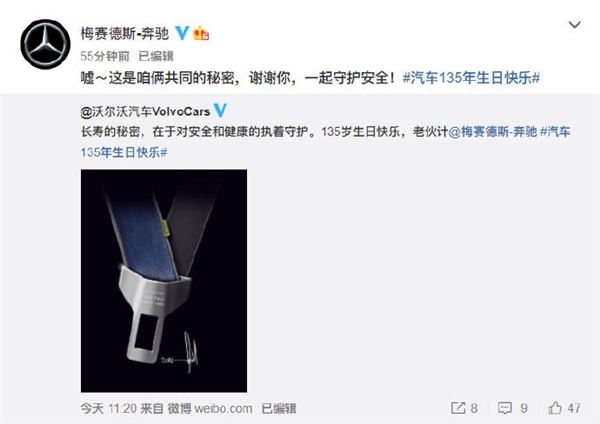 梅赛德斯-奔驰
55分钟前 已编辑
嘘～这是咱俩共同的秘密，谢谢你，一起守护安全！#汽车135年生日快乐#
@沃尔沃汽车VolvoCars
长寿的秘密，在于对安全和健康的执着守护。135岁生日快乐，老伙计@梅赛德斯-奔驰 #汽车
135年生日快乐#
今天 11:20 来自 微博 weibo.com 已编辑
8 9 47